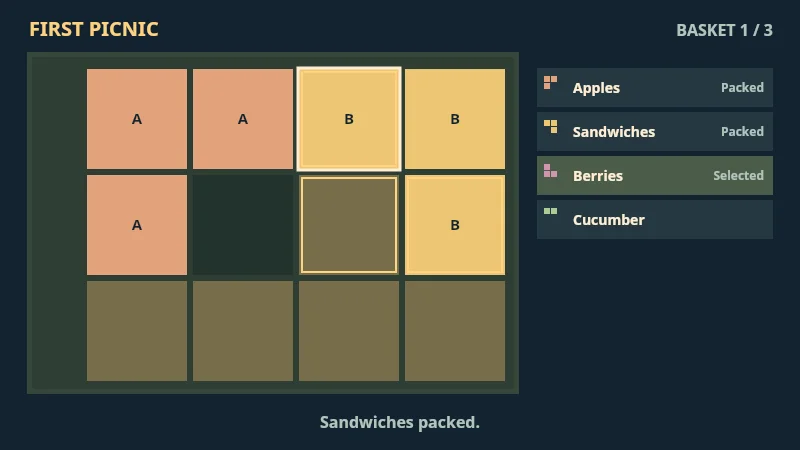 FIRST PICNIC
BASKET 1 / 3
A A B B
A B
Apples Packed
Sandwiches Packed
Berries Selected
Cucumber
Sandwiches packed.